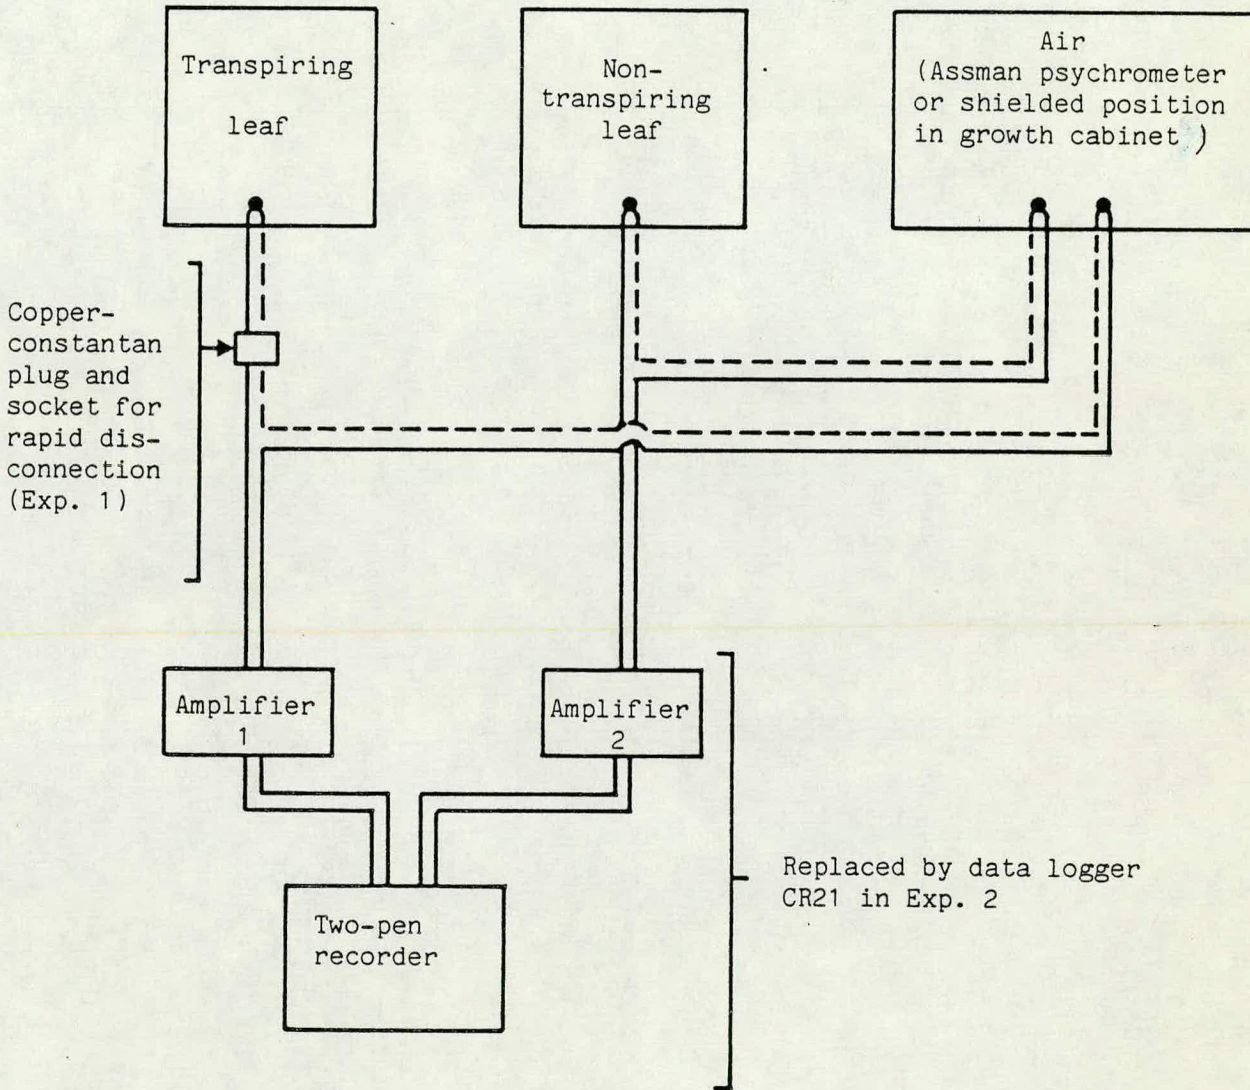 Transpiring
leaf
Non-
transpiring
leaf
Air
(Assman psychrometer
or shielded position
in growth cabinet )
Copper-
constantan
plug and
socket for
rapid dis-
connection
(Exp. 1)
Amplifier
1
Amplifier
2
Two-pen
recorder
Replaced by data logger
CR21 in Exp. 2